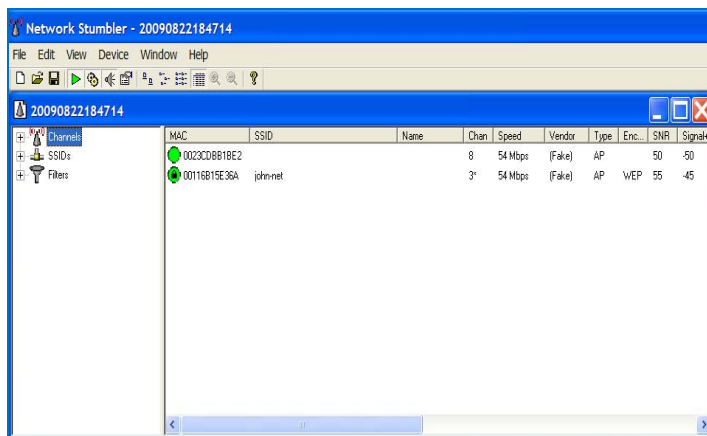 Network Stumbler - 20090822184714
File Edit View Device Window Help
20090822184714
Channels
SSIDs
Filters
MAC SSID Name Chan Speed Vendor Type Enc... SNR Signal+
0023CDBB1BE2 8 54 Mbps (Fake) AP 50 -50
00116B15E36A john-net 3* 54 Mbps (Fake) AP WEP 55 -45